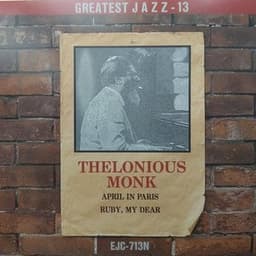 GREATEST JAZZ - 13
THELONIOUS
MONK
APRIL IN PARIS
RUBY, MY DEAR
EJC-713N